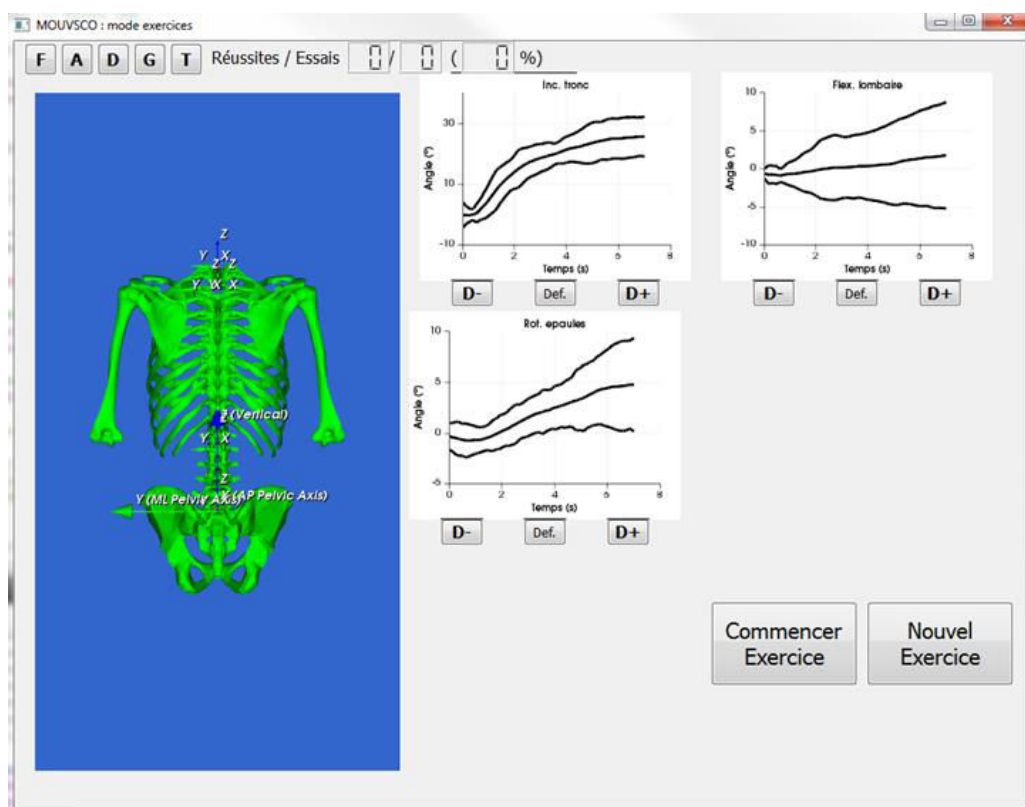 MOUVSCO : mode exercices
F A D G T Réussites / Essais 0/ 0 ( 0 %)
Inc. tronc
Angle (°)
30
10
-10
0 2 4 6 8
Temps (s)
D- Def. D+
Flex. lombaire
Angle (°)
10
5
0
-5
-10
0 2 4 6 8
Temps (s)
D- Def. D+
Rot. epaules
Angle (°)
10
5
0
-5
0 2 4 6 8
Temps (s)
D- Def. D+
Z
Y X
Z Z
Y X X
(Vertical)
Y X
Z
Y (ML Pelvic Axis) (AP Pelvic Axis)
Commencer
Exercice
Nouvel
Exercice